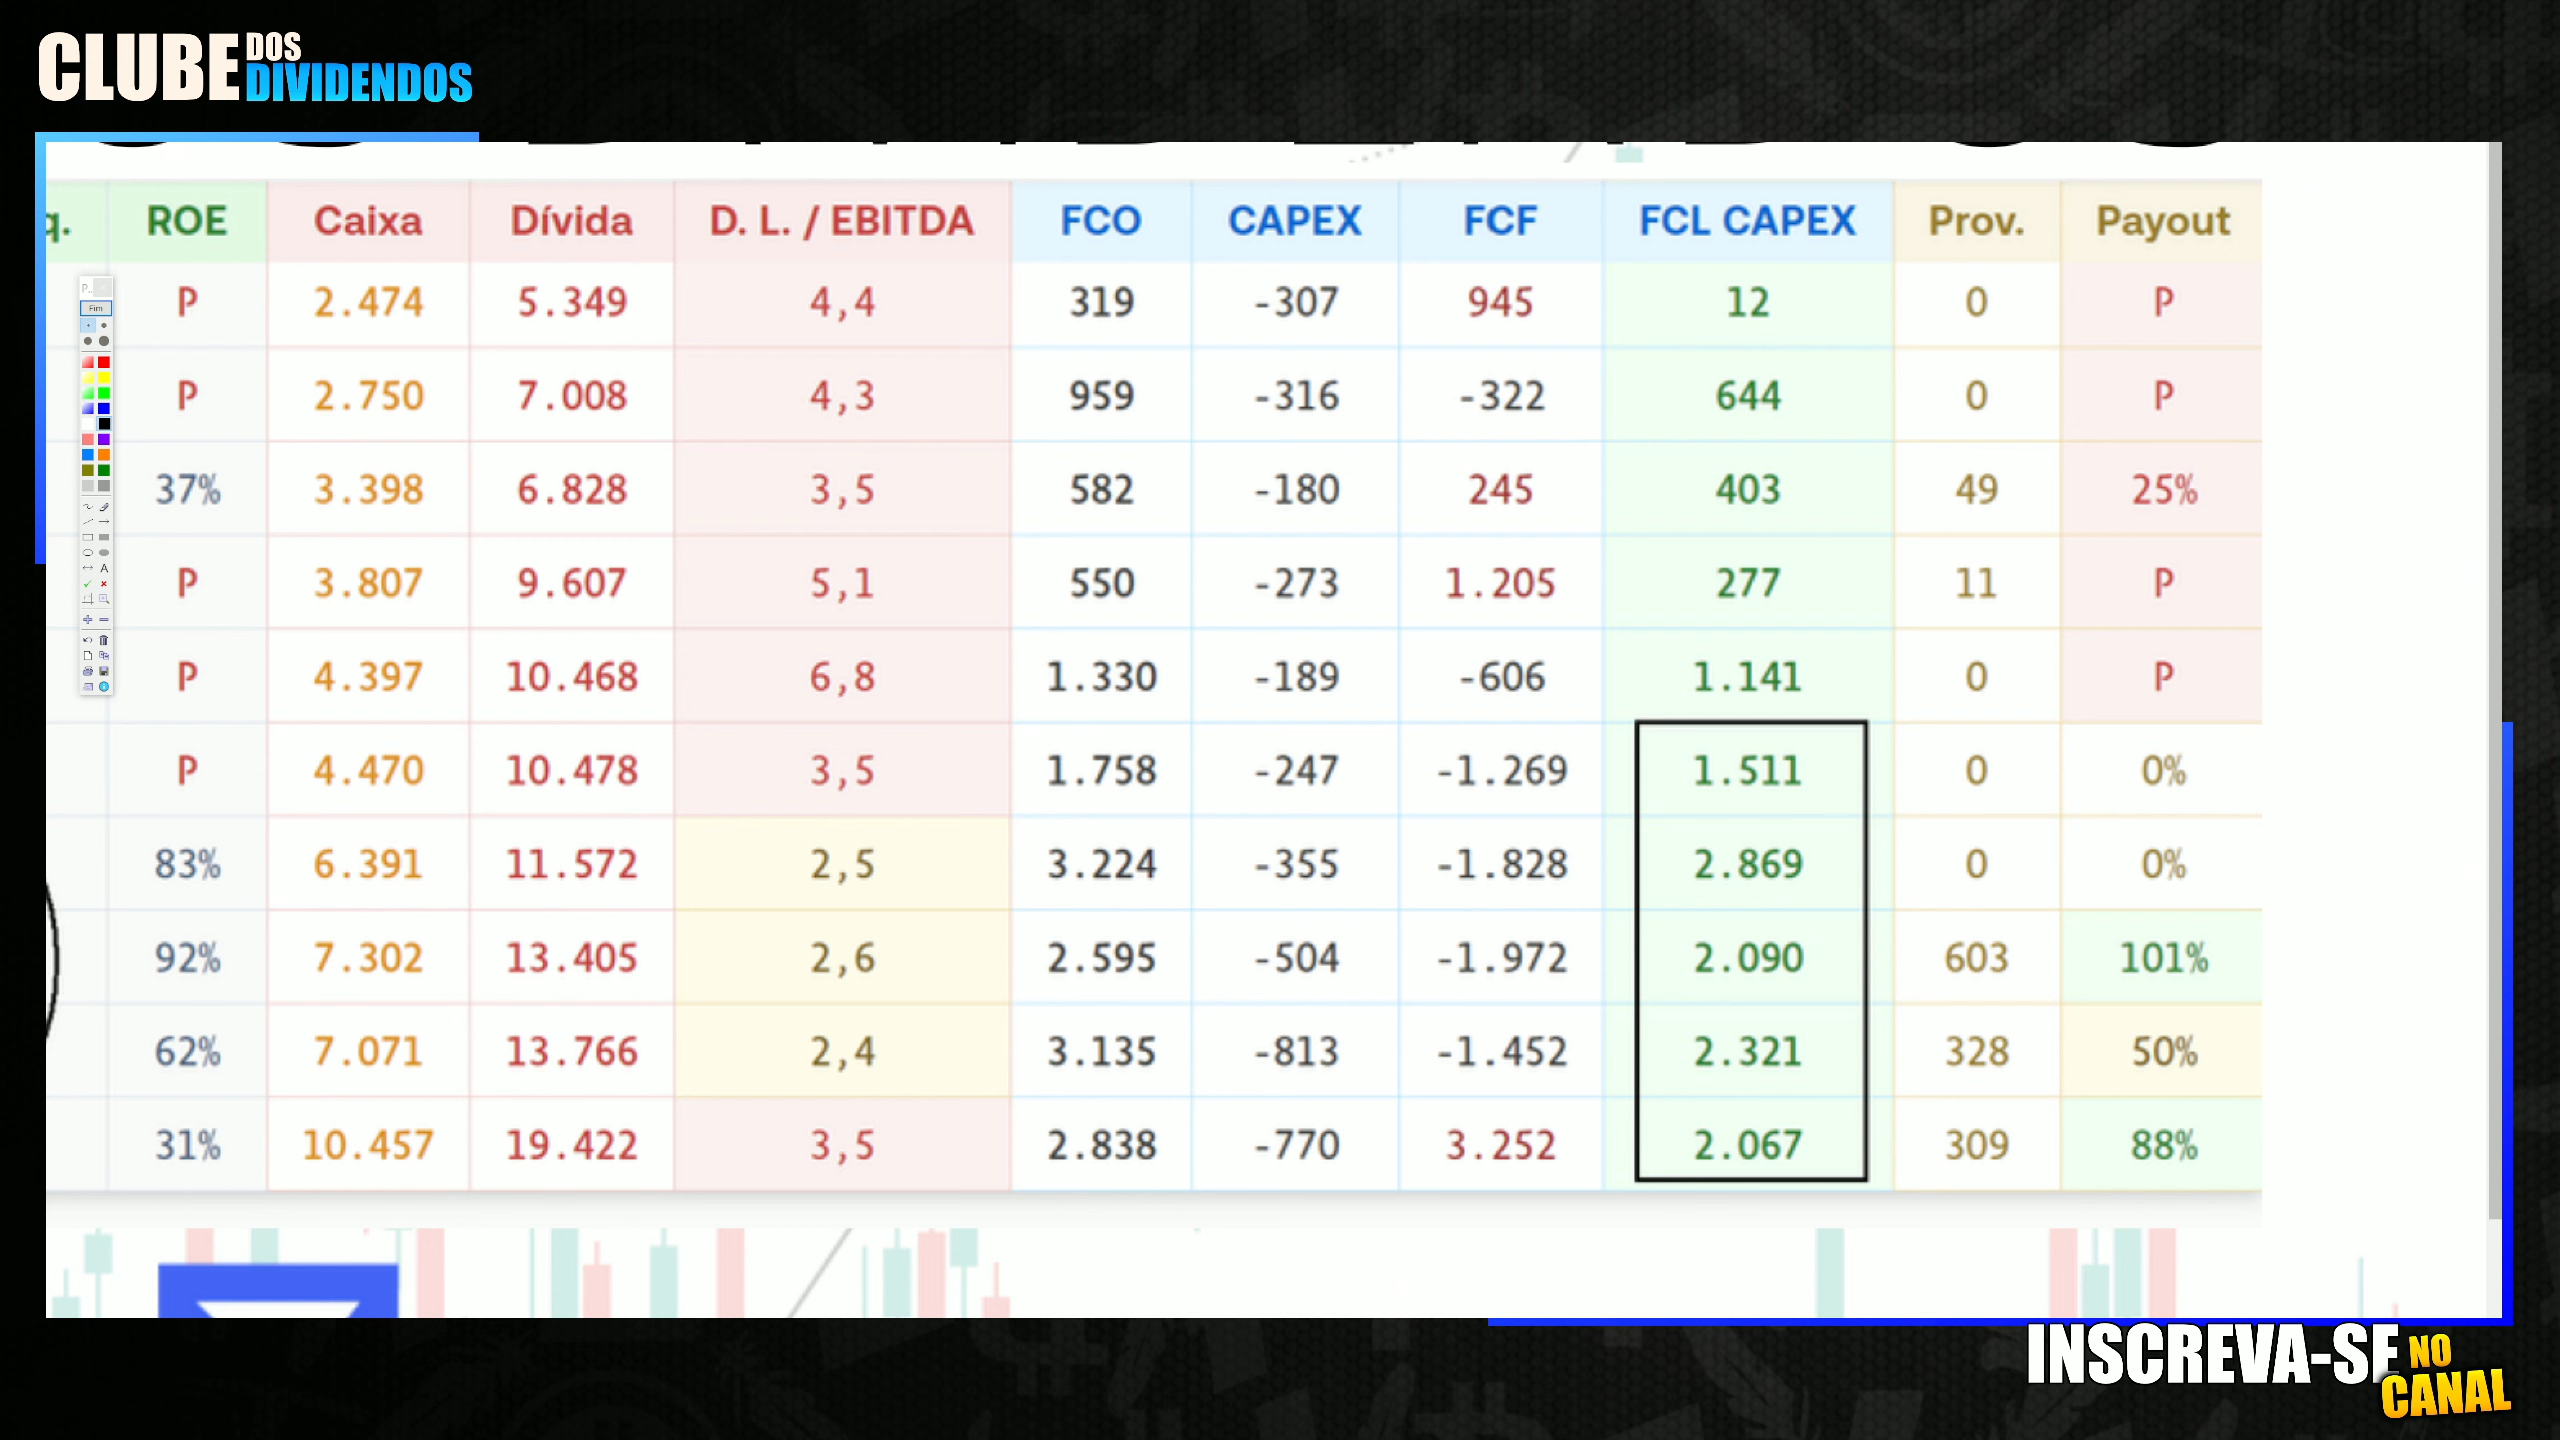 CLUBE DOS DIVIDENDOS
q. ROE Caixa Dívida D. L. / EBITDA FCO CAPEX FCF FCL CAPEX Prov. Payout
P 2.474 5.349 4,4 319 -307 945 12 0 P
P 2.750 7.008 4,3 959 -316 -322 644 0 P
37% 3.398 6.828 3,5 582 -180 245 403 49 25%
P 3.807 9.607 5,1 550 -273 1.205 277 11 P
P 4.397 10.468 6,8 1.330 -189 -606 1.141 0 P
P 4.470 10.478 3,5 1.758 -247 -1.269 1.511 0 0%
83% 6.391 11.572 2,5 3.224 -355 -1.828 2.869 0 0%
92% 7.302 13.405 2,6 2.595 -504 -1.972 2.090 603 101%
62% 7.071 13.766 2,4 3.135 -813 -1.452 2.321 328 50%
31% 10.457 19.422 3,5 2.838 -770 3.252 2.067 309 88%
P..
Fim
A
INSCREVA-SE NO CANAL